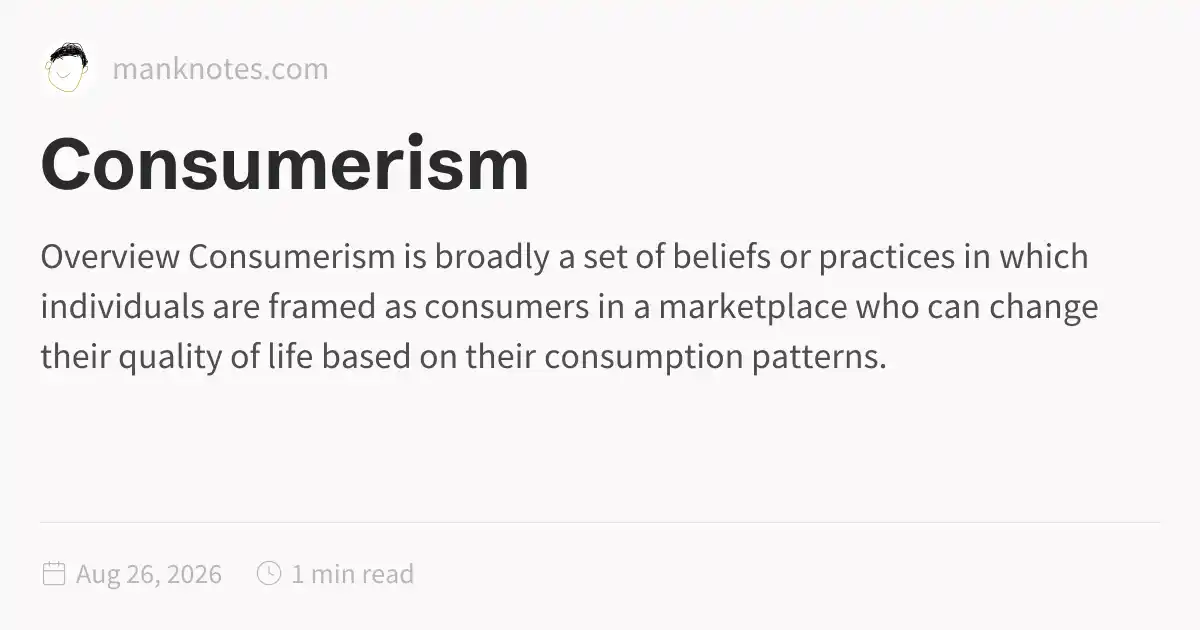 manknotes.com
Consumerism
Overview Consumerism is broadly a set of beliefs or practices in which
individuals are framed as consumers in a marketplace who can change
their quality of life based on their consumption patterns.
Aug 26, 2026 1 min read